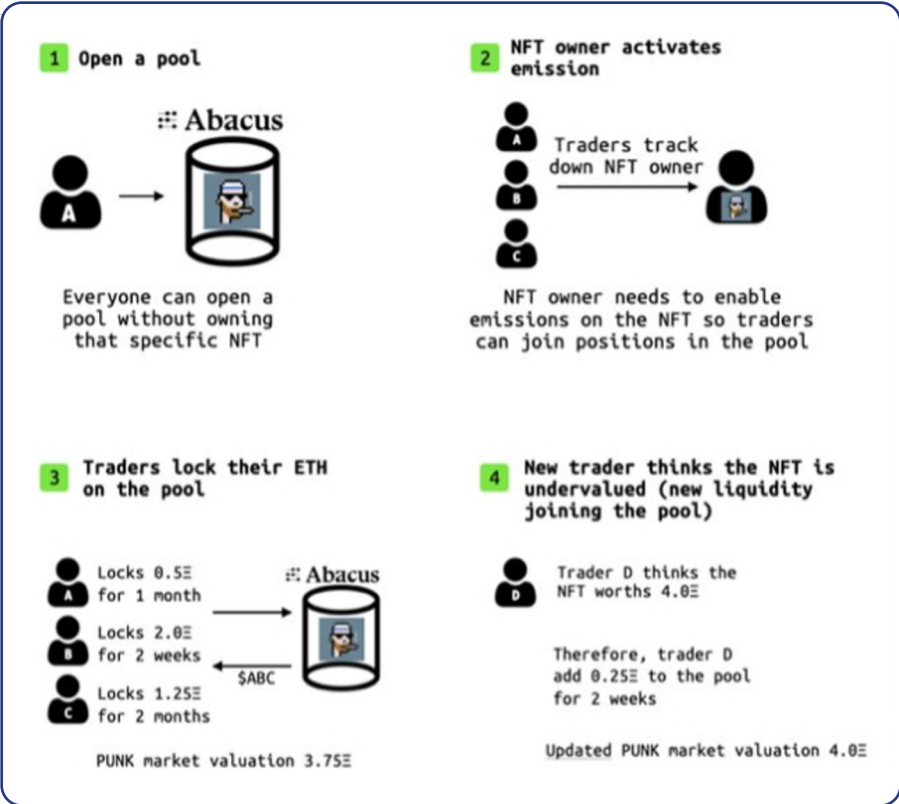 1 Open a pool
Abacus
A
Everyone can open a
pool without owning
that specific NFT
2 NFT owner activates
emission
A
B
C
Traders track
down NFT owner
NFT owner needs to enable
emissions on the NFT so traders
can join positions in the pool
3 Traders lock their ETH
on the pool
A
Locks 0.5Ξ
for 1 month
B
Locks 2.0Ξ
for 2 weeks
C
Locks 1.25Ξ
for 2 months
Abacus
$ABC
PUNK market valuation 3.75Ξ
4 New trader thinks the NFT is
undervalued (new liquidity
joining the pool)
D
Trader D thinks the
NFT worths 4.0Ξ
Therefore, trader D
add 0.25Ξ to the pool
for 2 weeks
Updated PUNK market valuation 4.0Ξ